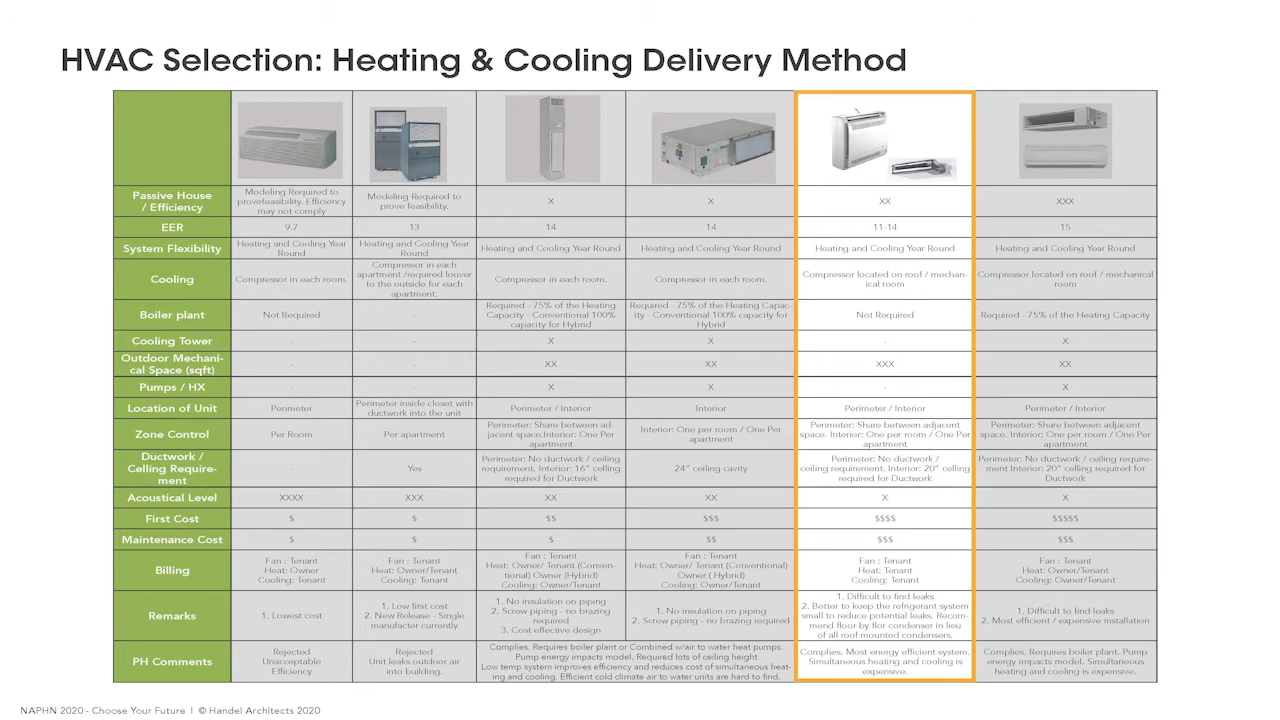 HVAC Selection: Heating & Cooling Delivery Method
Passive House
/ Efficiency
Modeling Required to
provefeasibility. Efficiency
may not comply
Modeling Required to
prove feasibility.
X
X
XX
XXX
EER
9.7
13
14
14
11-14
15
System Flexibility
Heating and Cooling Year
Round
Heating and Cooling Year
Round
Heating and Cooling Year Round
Heating and Cooling Year Round
Heating and Cooling Year Round
Heating and Cooling Year Round
Cooling
Compressor in each room.
Compressor in each
apartment /required louver
to the outside for each
apartment.
Compressor in each room.
Compressor in each room.
Compressor located on roof / mechan-
ical room
Compressor located on roof / mechanical
room
Boiler plant
Not Required
-
Required - 75% of the Heating
Capacity - Conventional 100%
capacity for Hybrid
Required - 75% of the Heating Capac-
ity - Conventional 100% capacity for
Hybrid
Not Required
Required - 75% of the Heating Capacity
Cooling Tower
-
-
X
X
-
X
Outdoor Mechani-
cal Space (sqft)
-
-
XX
XX
XXX
XX
Pumps / HX
-
-
X
X
-
X
Location of Unit
Perimeter
Perimeter inside closet with
ductwork into the unit
Perimeter / Interior
Interior
Perimeter / Interior
Perimeter / Interior
Zone Control
Per Room
Per apartment
Perimeter: Share between ad-
jacent space.Interior: One Per
apartment
Interior: One per room / One Per
apartment
Perimeter: Share between adjacent
space. Interior: One per room / One Per
apartment
Perimeter: Share between adjacent
space. Interior: One per room / One Per
apartment
Ductwork /
Celling Require-
ment
-
Yes
Perimeter: No ductwork / ceiling
requirement. Interior: 16" celling
required for Ductwork
24" ceiling cavity
Perimeter: No ductwork /
ceiling requirement. Interior: 20" celling
required for Ductwork
Perimeter: No ductwork / ceiling require-
ment Interior: 20" celling required for
Ductwork
Acoustical Level
XXXX
XXX
XX
XX
X
X
First Cost
$
$
$$
$$$
$$$$
$$$$$
Maintenance Cost
$
$
$
$$
$$$
$$$
Billing
Fan : Tenant
Heat: Owner
Cooling: Tenant
Fan : Tenant
Heat: Owner/Tenant
Cooling: Tenant
Fan : Tenant
Heat: Owner/ Tenant (Conven-
tional) Owner (Hybrid)
Cooling: Owner/Tenant
Fan : Tenant
Heat: Owner/ Tenant (Conventional)
Owner ( Hybrid)
Cooling: Owner/Tenant
Fan : Tenant
Heat: Tenant
Cooling: Tenant
Fan : Tenant
Heat: Owner/Tenant
Cooling: Owner/Tenant
Remarks
1. Lowest cost
1. Low first cost
2. New Release - Single
manufacter currently
1. No insulation on piping
2. Screw piping - no brazing
required
3. Cost effective design
1. No insulation on piping
2. Screw piping - no brazing required
1. Difficult to find leaks
2. Better to keep the refrigerant system
small to reduce potential leaks. Recom-
mend floor by flor condenser in lieu
of all roof mounted condensers.
1. Difficult to find leaks
2. Most efficient / expensive installation
PH Comments
Rejected
Unacceptable
Efficiency
Rejected
Unit leaks outdoor air
into building.
Complies. Requires boiler plant or Combined w/air to water heat pumps.
Pump energy impacts model. Required lots of ceiling height
Low temp system improves efficiency and reduces cost of simultaneous heat-
ing and cooling. Efficient cold climate air to water units are hard to find.
Complies. Most energy efficient system.
Simultaneous heating and cooling is
expensive.
Complies. Requires boiler plant. Pump
energy impacts model. Simultaneous
heating and cooling is expensive.
NAPHN 2020 - Choose Your Future | © Handel Architects 2020